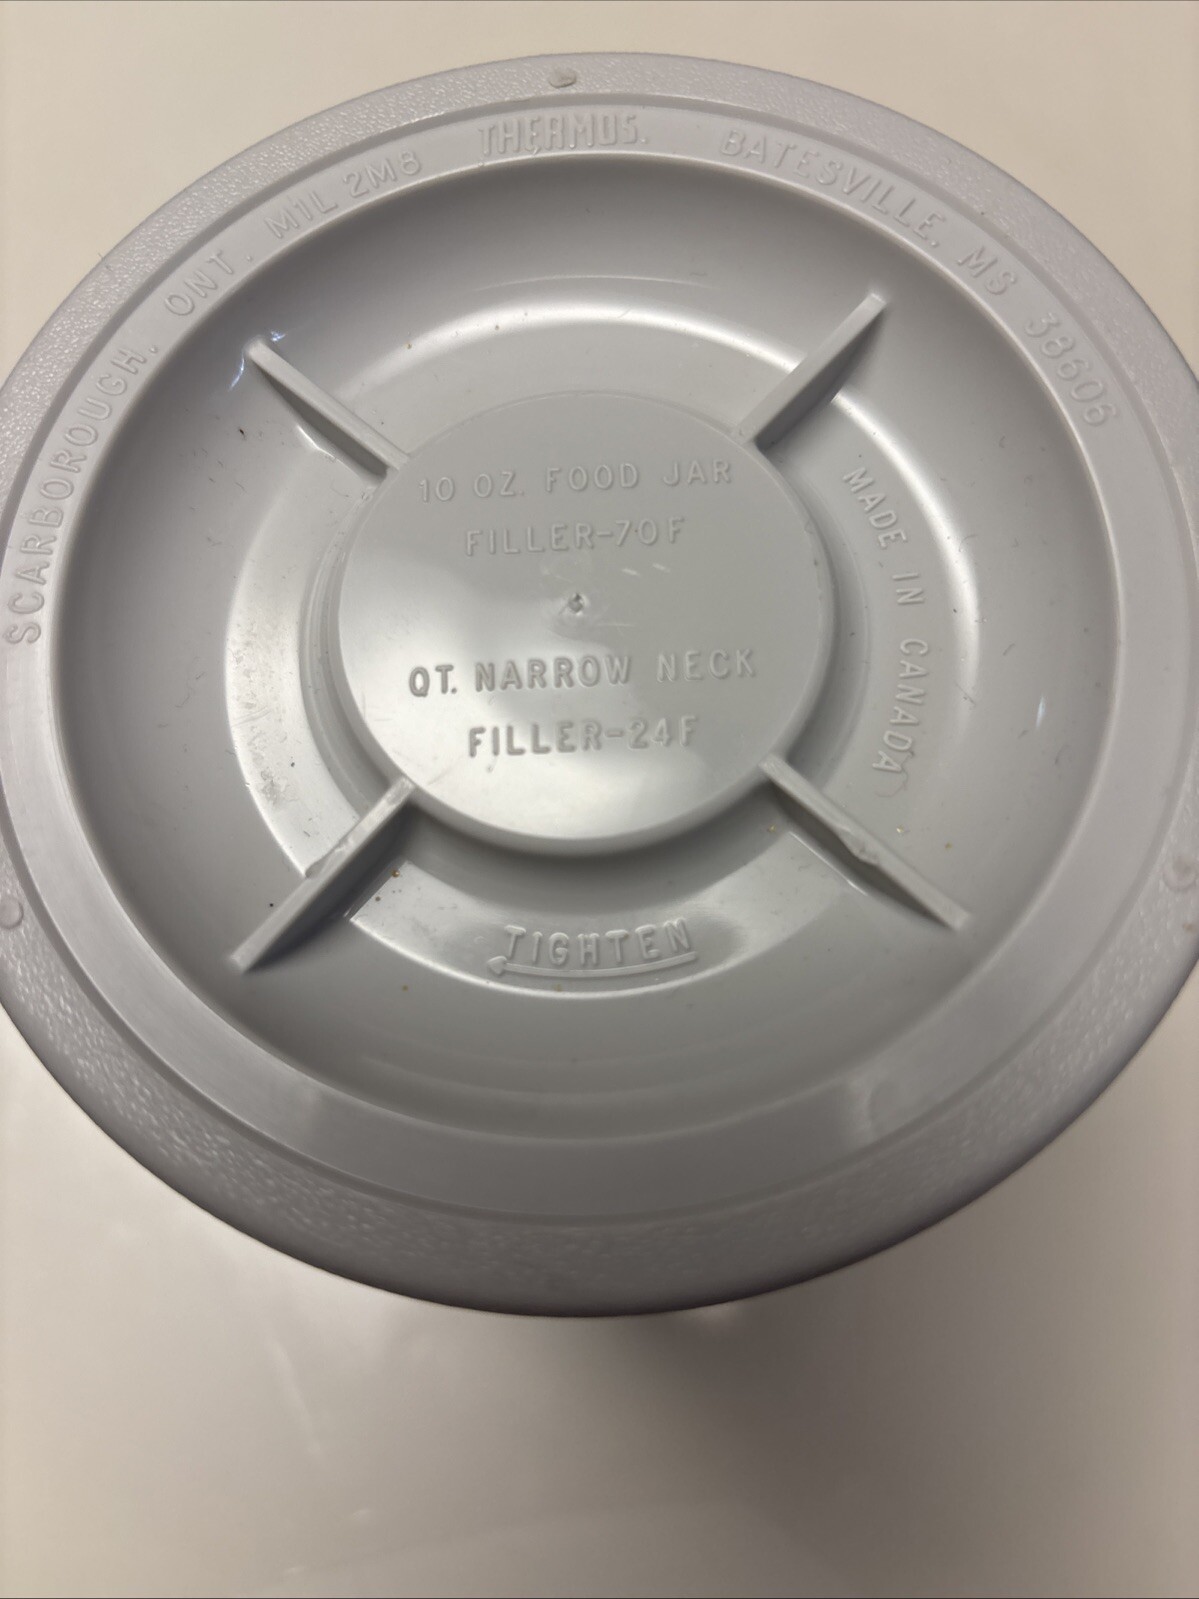 SCARBOROUGH. ONT. M1L 2M8 THERMOS. BATESVILLE. MS 38606
10 OZ. FOOD JAR
FILLER-70F
QT. NARROW NECK
FILLER-24F
MADE IN CANADA
TIGHTEN